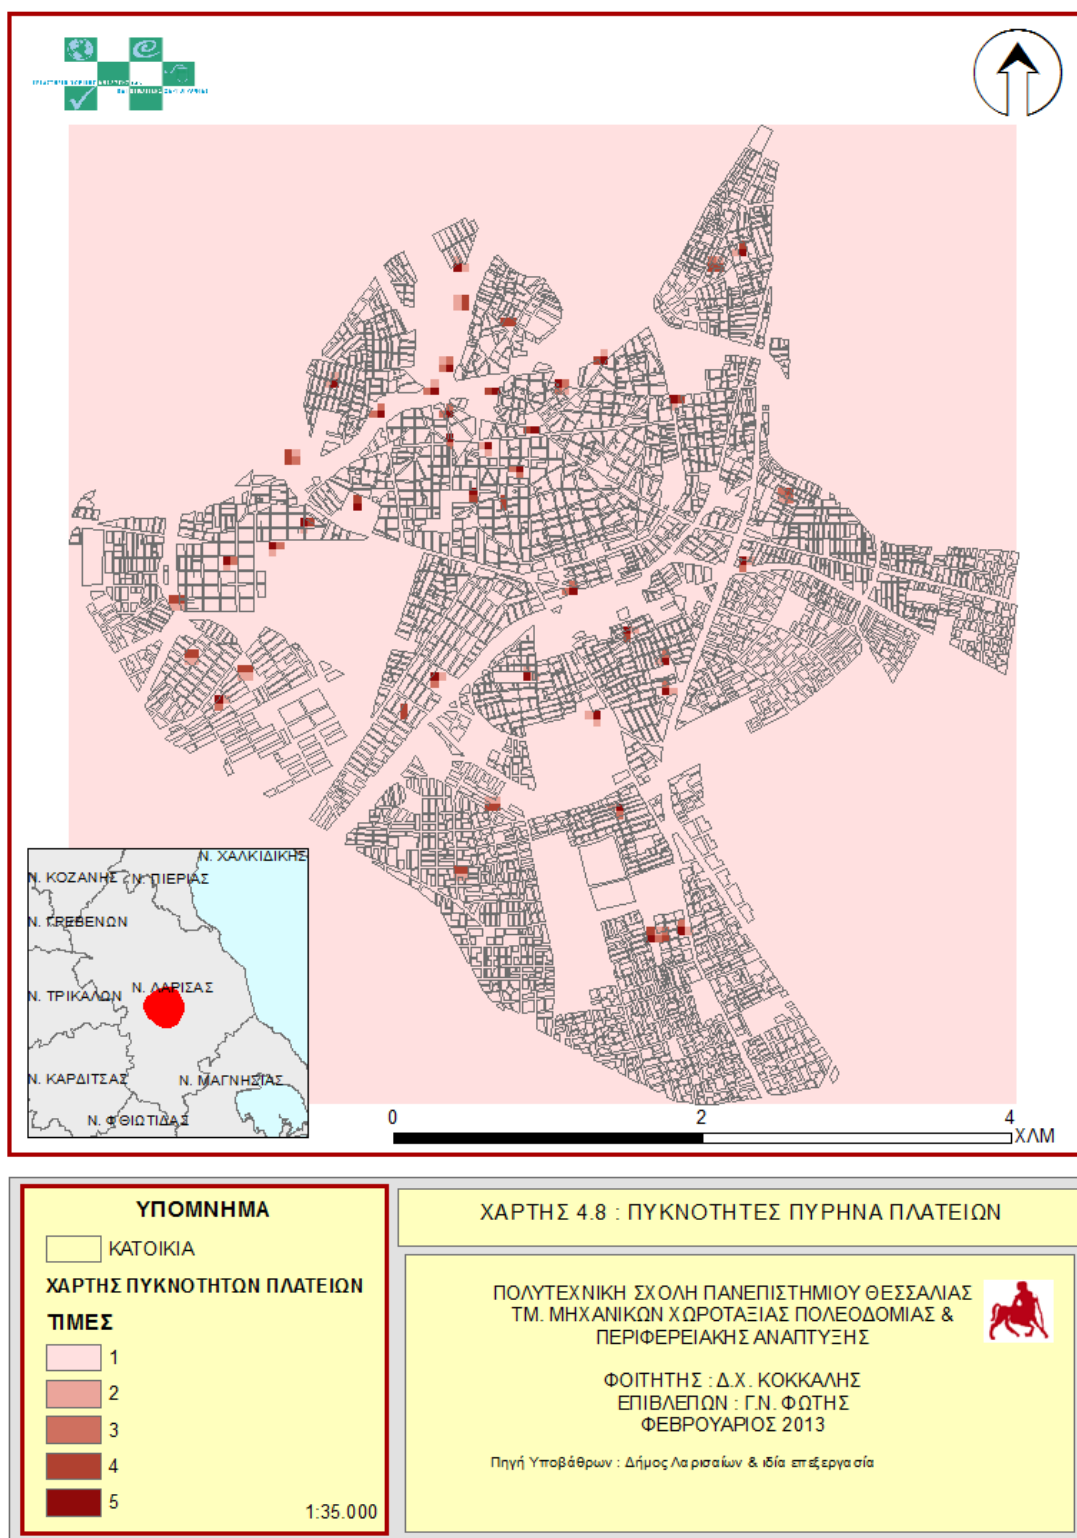 Ν. ΧΑΛΚΙΔΙΚΗΣ
Ν. ΚΟΖΑΝΗΣ
Ν. ΠΙΕΡΙΑΣ
Ν. ΓΡΕΒΕΝΩΝ
Ν. ΛΑΡΙΣΑΣ
Ν. ΤΡΙΚΑΛΩΝ
Ν. ΚΑΡΔΙΤΣΑΣ
Ν. ΜΑΓΝΗΣΙΑΣ
Ν. ΦΘΙΩΤΙΔΑΣ
0 2 4
ΧΛΜ
ΥΠΟΜΝΗΜΑ
ΚΑΤΟΙΚΙΑ
ΧΑΡΤΗΣ ΠΥΚΝΟΤΗΤΩΝ ΠΛΑΤΕΙΩΝ
ΤΙΜΕΣ
1
2
3
4
5
1:35.000
ΧΑΡΤΗΣ 4.8 : ΠΥΚΝΟΤΗΤΕΣ ΠΥΡΗΝΑ ΠΛΑΤΕΙΩΝ
ΠΟΛΥΤΕΧΝΙΚΗ ΣΧΟΛΗ ΠΑΝΕΠΙΣΤΗΜΙΟΥ ΘΕΣΣΑΛΙΑΣ
ΤΜ. ΜΗΧΑΝΙΚΩΝ ΧΩΡΟΤΑΞΙΑΣ ΠΟΛΕΟΔΟΜΙΑΣ &
ΠΕΡΙΦΕΡΕΙΑΚΗΣ ΑΝΑΠΤΥΞΗΣ
ΦΟΙΤΗΤΗΣ : Δ.Χ. ΚΟΚΚΑΛΗΣ
ΕΠΙΒΛΕΠΩΝ : Γ.Ν. ΦΩΤΗΣ
ΦΕΒΡΟΥΑΡΙΟΣ 2013
Πηγή Υποβάθρων : Δήμος Λαρισαίων & ιδία επεξεργασία